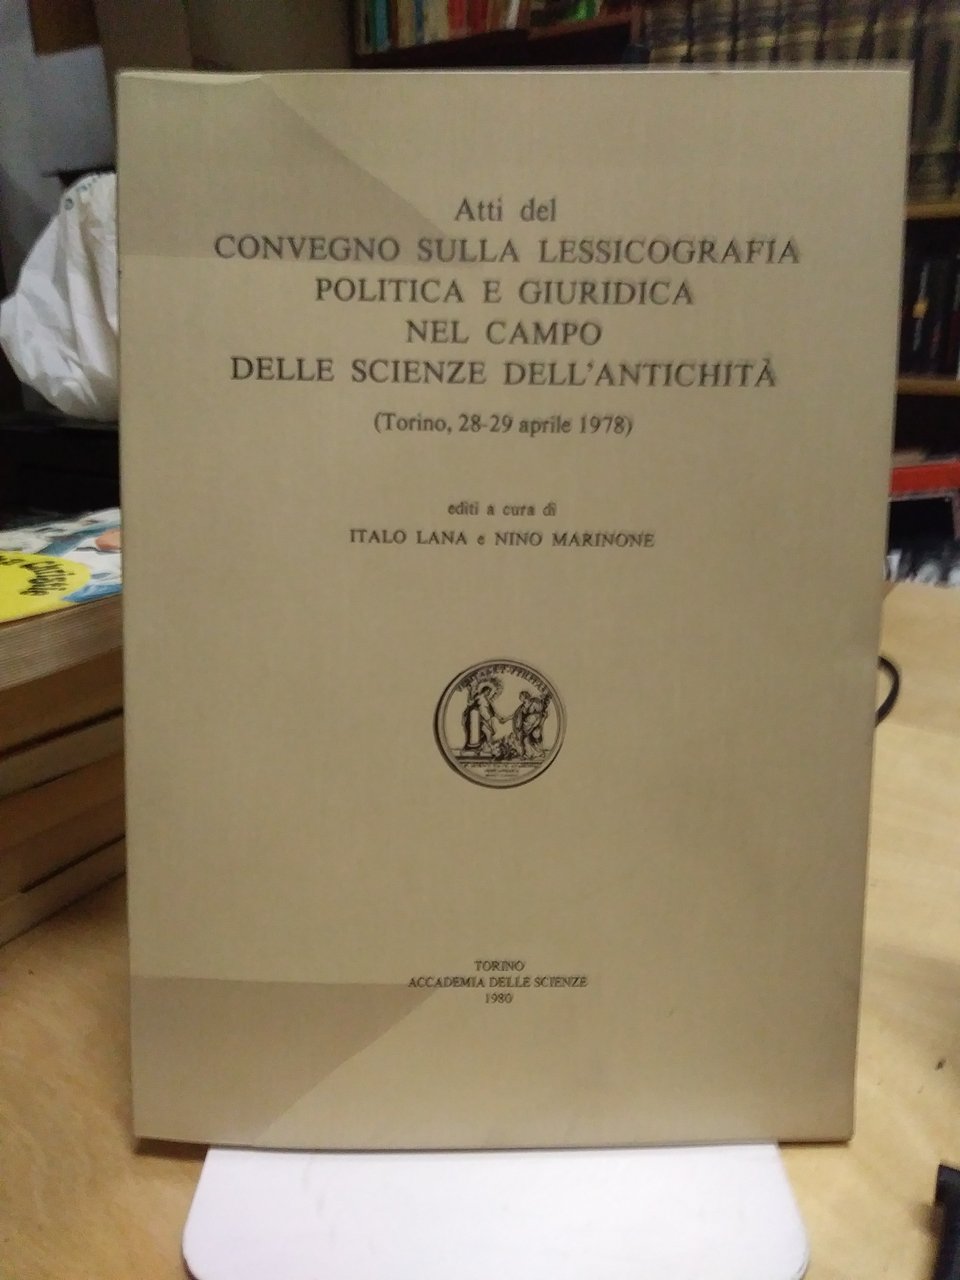 Atti del
CONVEGNO SULLA LESSICOGRAFIA
POLITICA E GIURIDICA
NEL CAMPO
DELLE SCIENZE DELL'ANTICHITÀ
(Torino, 28-29 aprile 1978)
editi a cura di
ITALO LANA e NINO MARINONE
TORINO
ACCADEMIA DELLE SCIENZE
1980